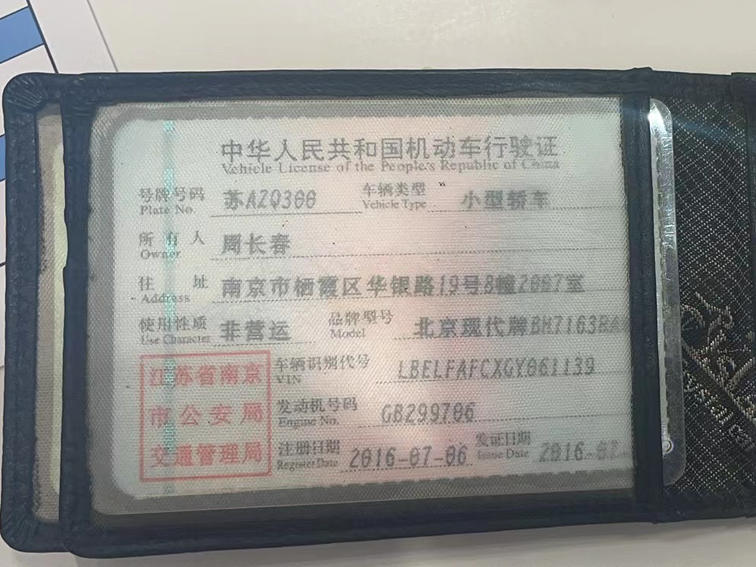 中华人民共和国机动车行驶证
Vehicle License of the People's Republic of China
号牌号码 苏AZQ300 车辆类型 小型轿车
Plate No. Vehicle Type
所有人 周长春
Owner
住址 南京市栖霞区华银路19号8幢2007室
Address
使用性质 非营运 品牌型号 北京现代牌BH7163
Use Character Model
江苏省南京
市公安局
交通管理局
车辆识别代号 LBELFAFCXGY061139
VIN
发动机号码 GB299706
Engine No.
注册日期 2016-07-06 发证日期 2016-07
Register Date Issue Date